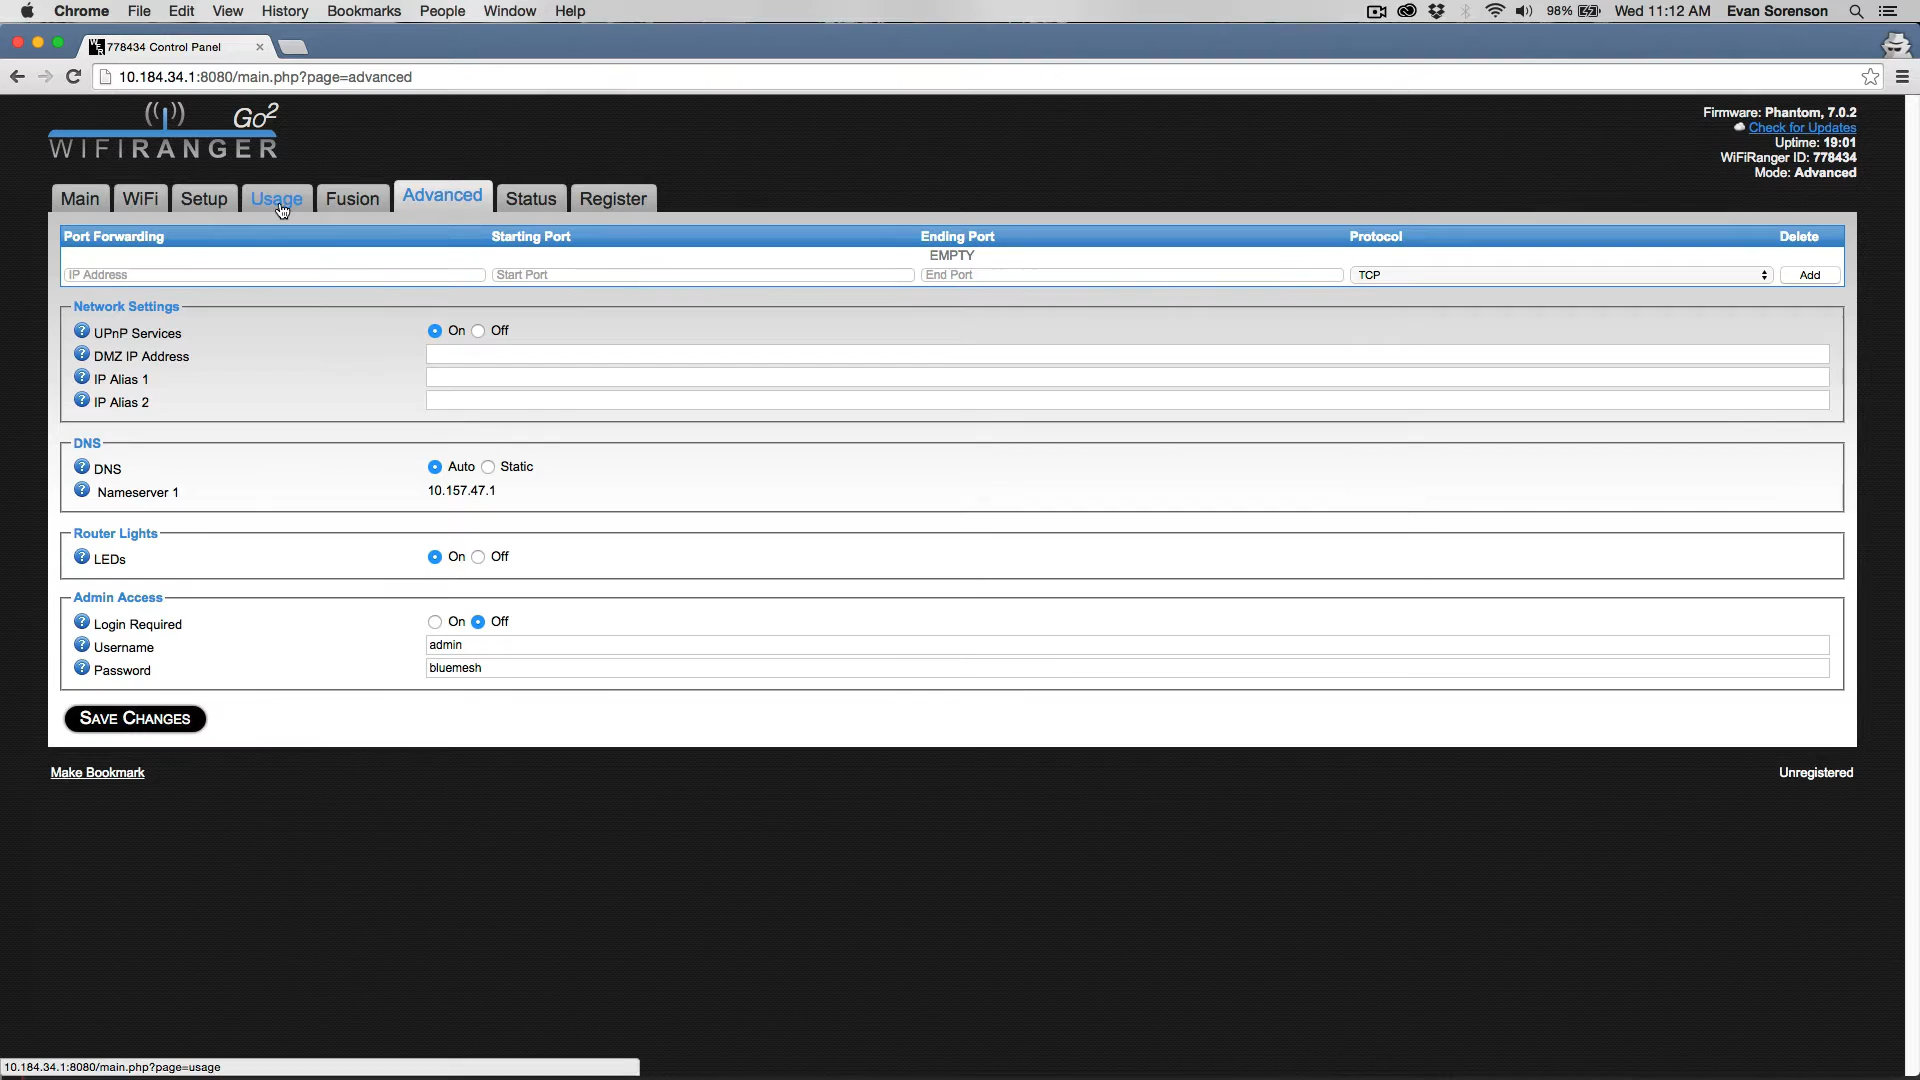 Chrome File Edit View History Bookmarks People Window Help 98% Wed 11:12 AM Evan Sorenson
778434 Control Panel
10.184.34.1:8080/main.php?page=advanced
Go2
WIFIRANGER
Firmware: Phantom, 7.0.2
Check for Updates
Uptime: 19:01
WiFiRanger ID: 778434
Mode: Advanced
Main WiFi Setup Usage Fusion Advanced Status Register
Port Forwarding Starting Port Ending Port Protocol Delete
EMPTY
IP Address Start Port End Port TCP Add
Network Settings
? UPnP Services On Off
? DMZ IP Address
? IP Alias 1
? IP Alias 2
DNS
? DNS Auto Static
? Nameserver 1 10.157.47.1
Router Lights
? LEDs On Off
Admin Access
? Login Required On Off
? Username admin
? Password bluemesh
SAVE CHANGES
Make Bookmark Unregistered
10.184.34.1:8080/main.php?page=usage